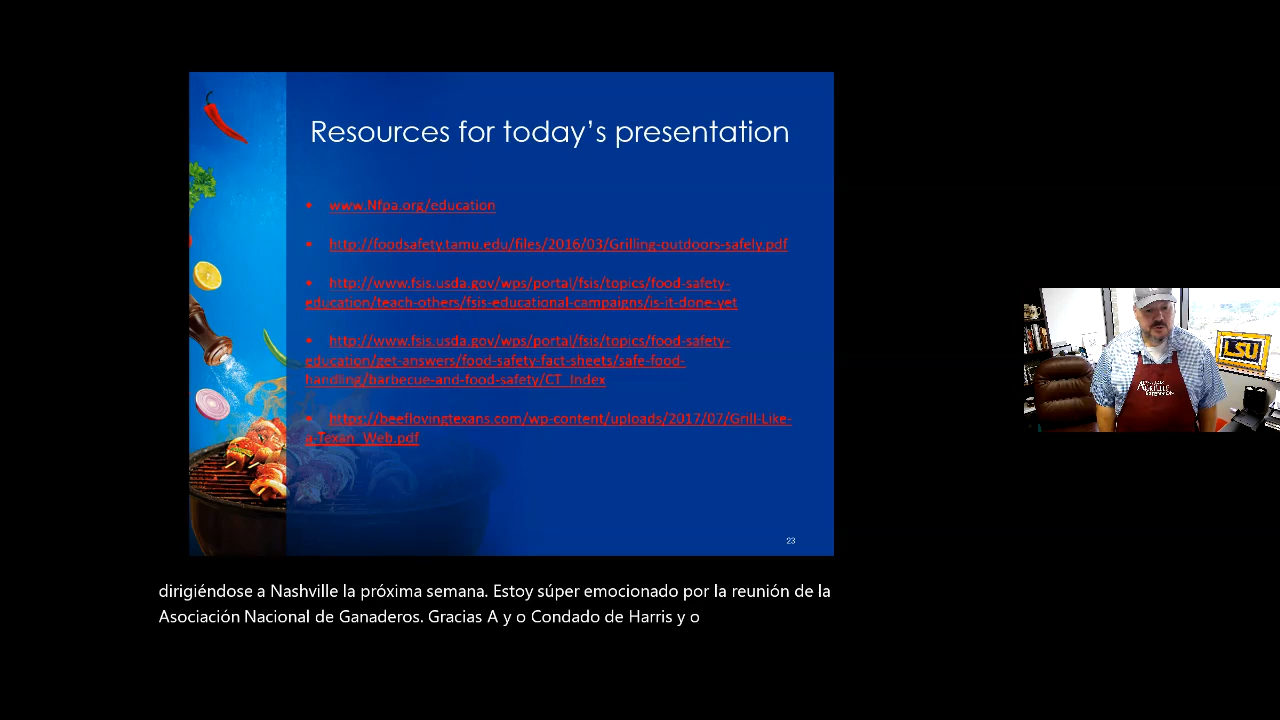 Resources for today's presentation
• www.Nfpa.org/education
• http://foodsafety.tamu.edu/files/2016/03/Grilling-outdoors-safely.pdf
• http://www.fsis.usda.gov/wps/portal/fsis/topics/food-safety-
education/teach-others/fsis-educational-campaigns/is-it-done-yet
• http://www.fsis.usda.gov/wps/portal/fsis/topics/food-safety-
education/get-answers/food-safety-fact-sheets/safe-food-
handling/barbecue-and-food-safety/CT_Index
• https://beeflovingtexans.com/wp-content/uploads/2017/07/Grill-Like-
a-Texan_Web.pdf
23
LSU
dirigiéndose a Nashville la próxima semana. Estoy súper emocionado por la reunión de la
Asociación Nacional de Ganaderos. Gracias A y o Condado de Harris y o